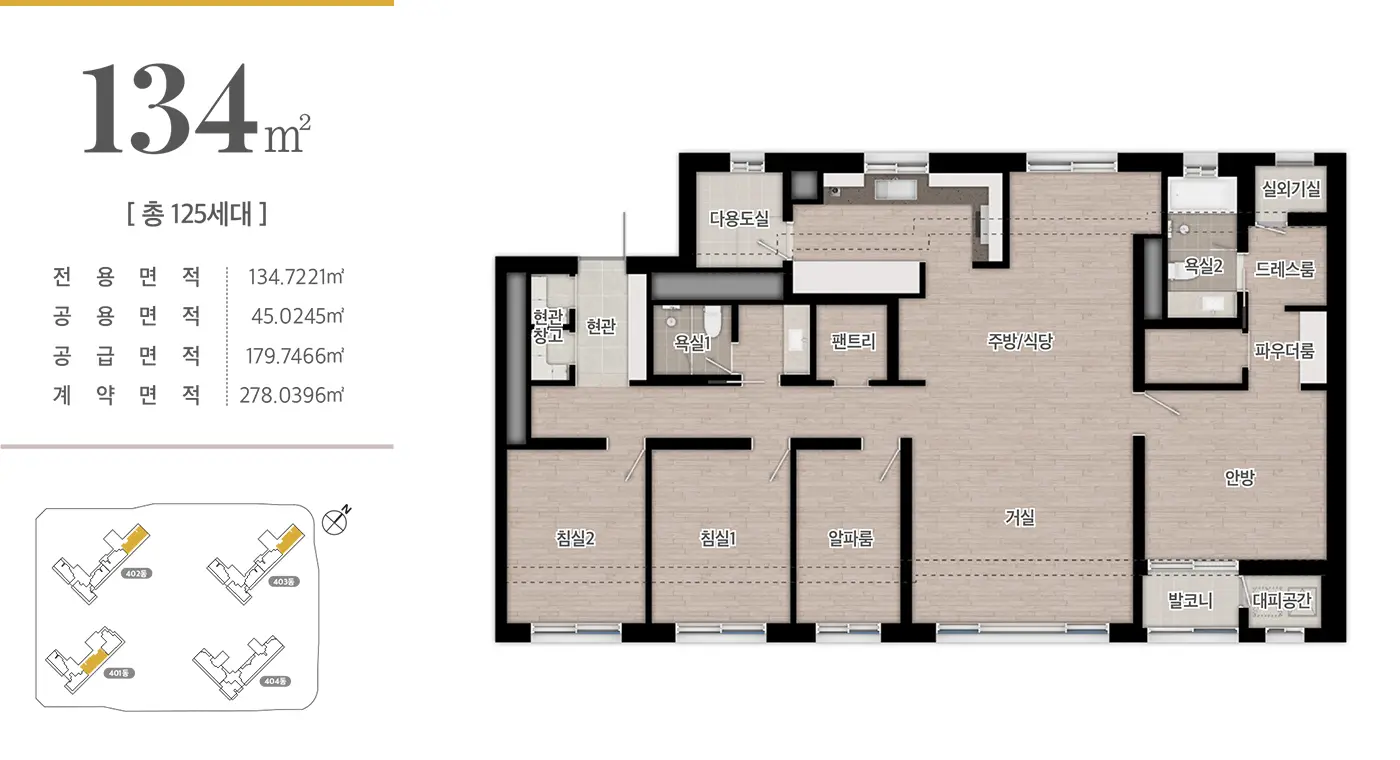 134㎡
[ 총 125세대 ]
전 용 면 적 134.7221㎡
공 용 면 적 45.0245㎡
공 급 면 적 179.7466㎡
계 약 면 적 278.0396㎡
N
402동
403동
401동
404동
실외기실
다용도실
욕실2
드레스룸
현관
창고
현관
욕실1
팬트리
주방/식당
파우더룸
안방
거실
침실2
침실1
알파룸
발코니
대피공간